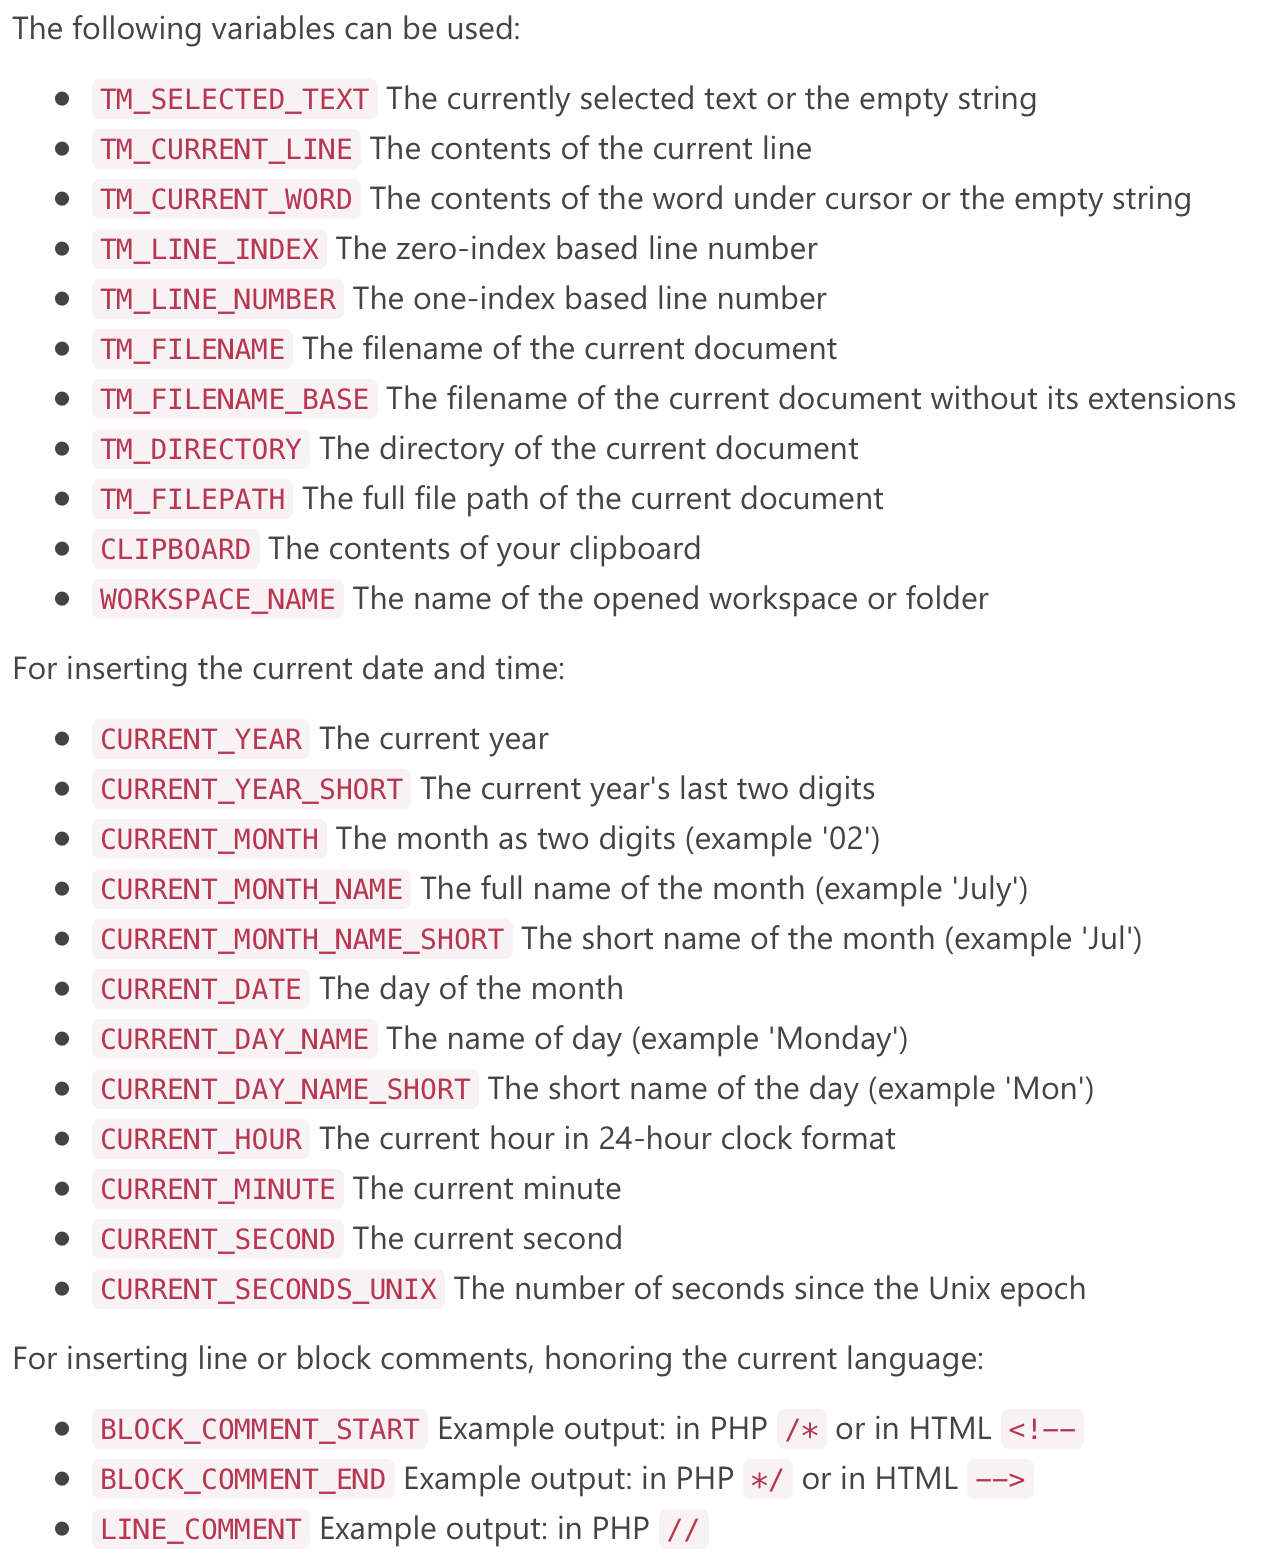 The following variables can be used:
• TM_SELECTED_TEXT The currently selected text or the empty string
• TM_CURRENT_LINE The contents of the current line
• TM_CURRENT_WORD The contents of the word under cursor or the empty string
• TM_LINE_INDEX The zero-index based line number
• TM_LINE_NUMBER The one-index based line number
• TM_FILENAME The filename of the current document
• TM_FILENAME_BASE The filename of the current document without its extensions
• TM_DIRECTORY The directory of the current document
• TM_FILEPATH The full file path of the current document
• CLIPBOARD The contents of your clipboard
• WORKSPACE_NAME The name of the opened workspace or folder
For inserting the current date and time:
• CURRENT_YEAR The current year
• CURRENT_YEAR_SHORT The current year's last two digits
• CURRENT_MONTH The month as two digits (example '02')
• CURRENT_MONTH_NAME The full name of the month (example 'July')
• CURRENT_MONTH_NAME_SHORT The short name of the month (example 'Jul')
• CURRENT_DATE The day of the month
• CURRENT_DAY_NAME The name of day (example 'Monday')
• CURRENT_DAY_NAME_SHORT The short name of the day (example 'Mon')
• CURRENT_HOUR The current hour in 24-hour clock format
• CURRENT_MINUTE The current minute
• CURRENT_SECOND The current second
• CURRENT_SECONDS_UNIX The number of seconds since the Unix epoch
For inserting line or block comments, honoring the current language:
• BLOCK_COMMENT_START Example output: in PHP /* or in HTML <!--
• BLOCK_COMMENT_END Example output: in PHP */ or in HTML -->
• LINE_COMMENT Example output: in PHP //